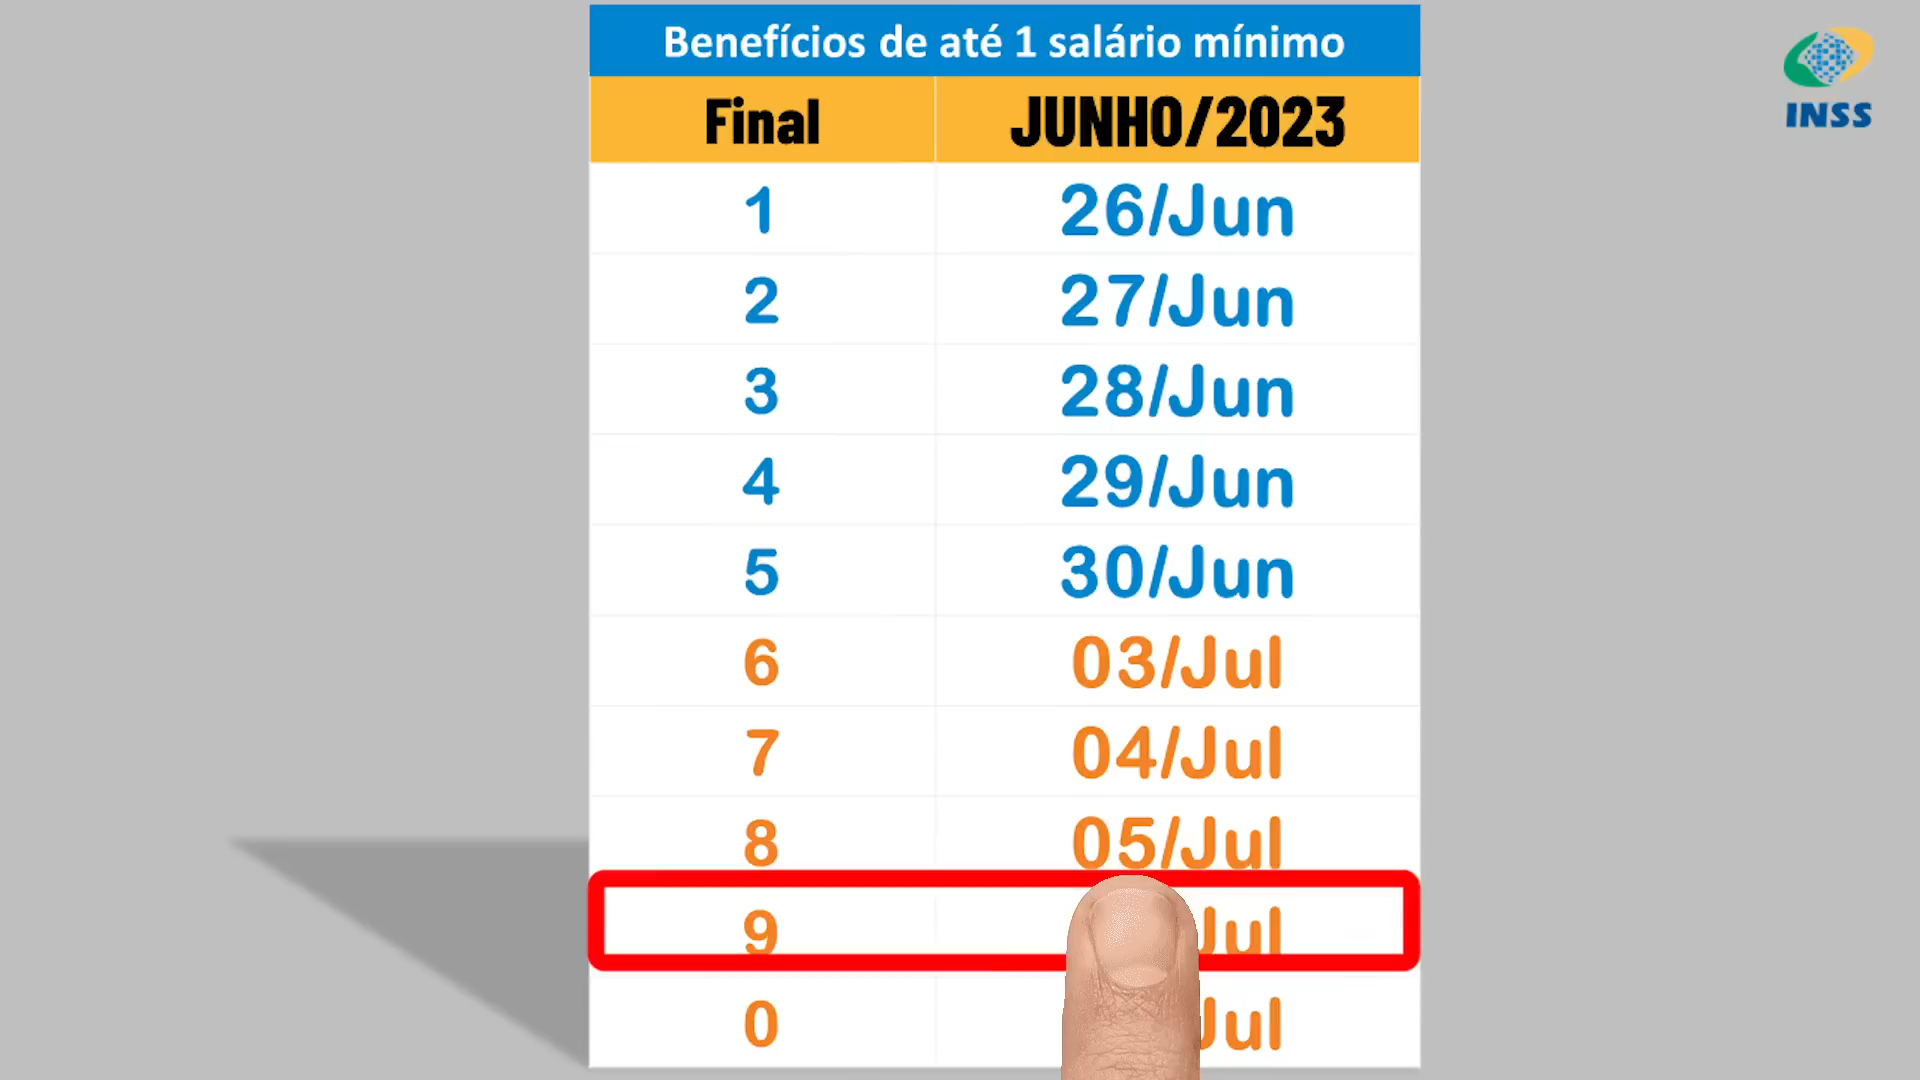 Benefícios de até 1 salário mínimo
Final JUNHO/2023
1 26/Jun
2 27/Jun
3 28/Jun
4 29/Jun
5 30/Jun
6 03/Jul
7 04/Jul
8 05/Jul
9 Jul
0 Jul
INSS